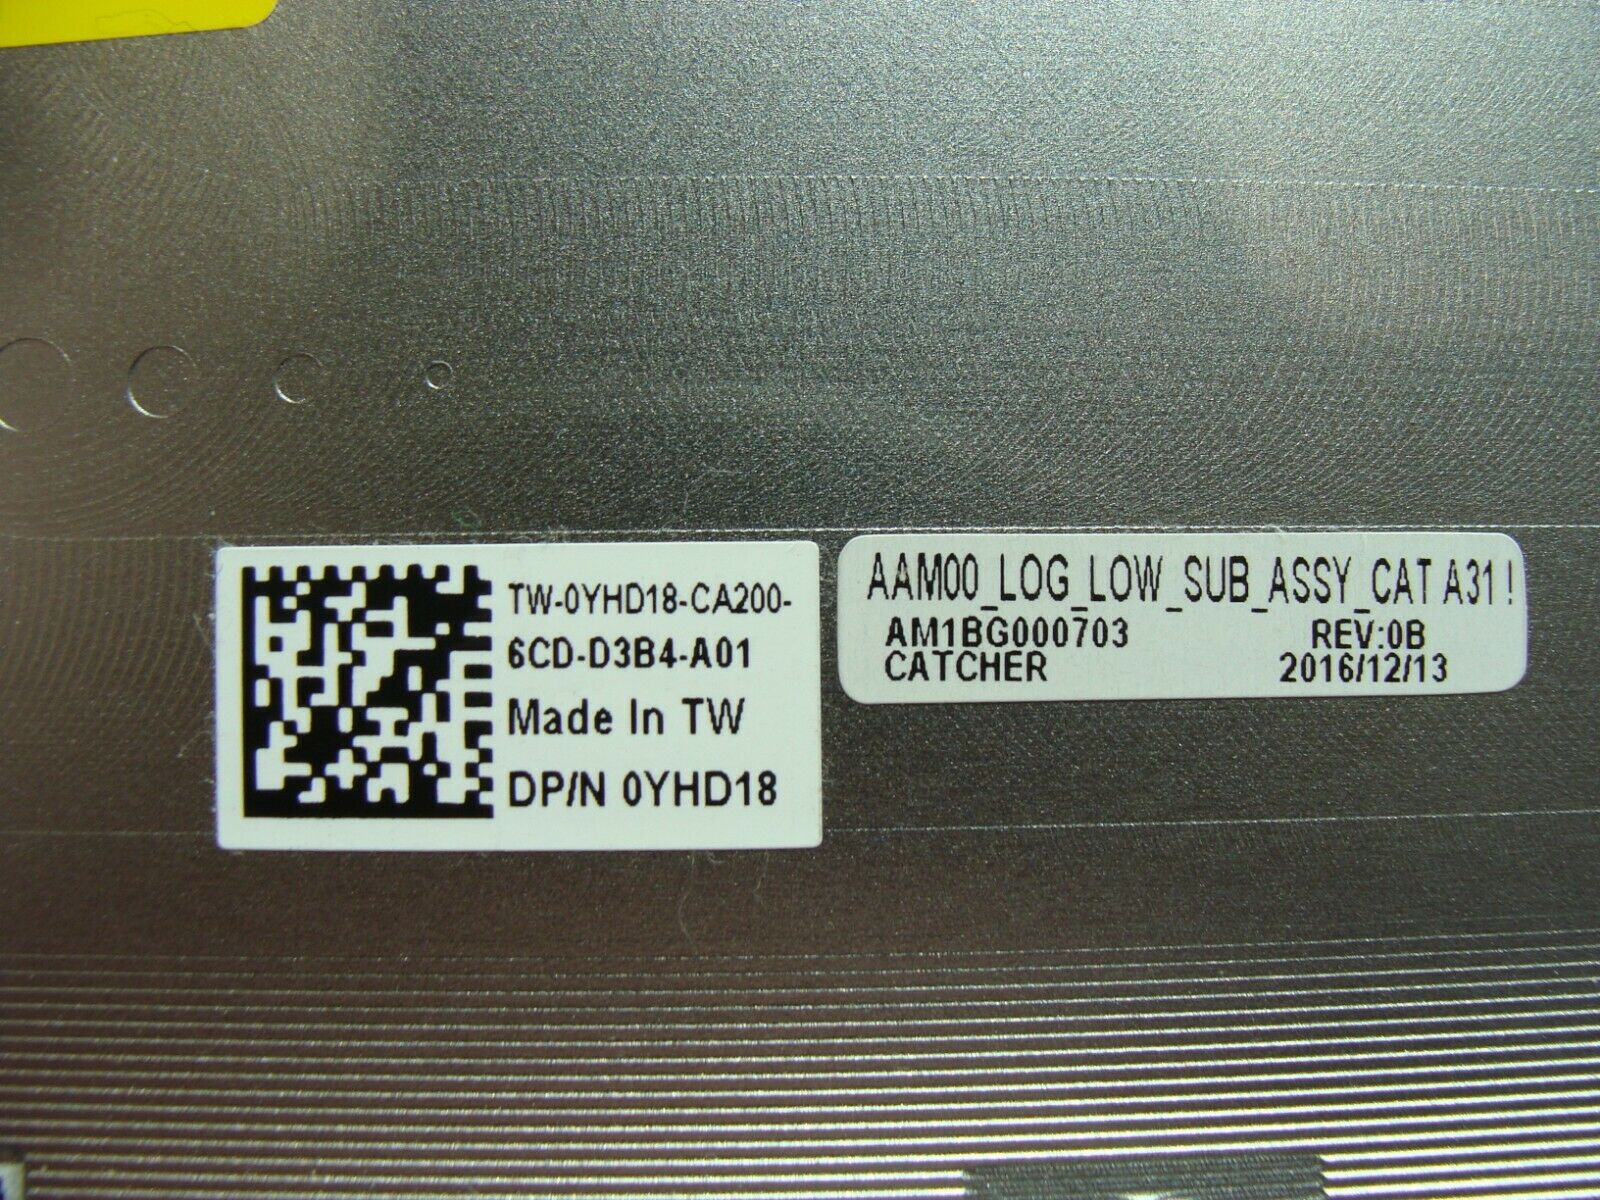 TW-0YHD18-CA200-
6CD-D3B4-A01
Made In TW
DP/N 0YHD18
AAM00_LOG_LOW_SUB_ASSY_CAT A31 !
AM1BG000703 REV:0B
CATCHER 2016/12/13